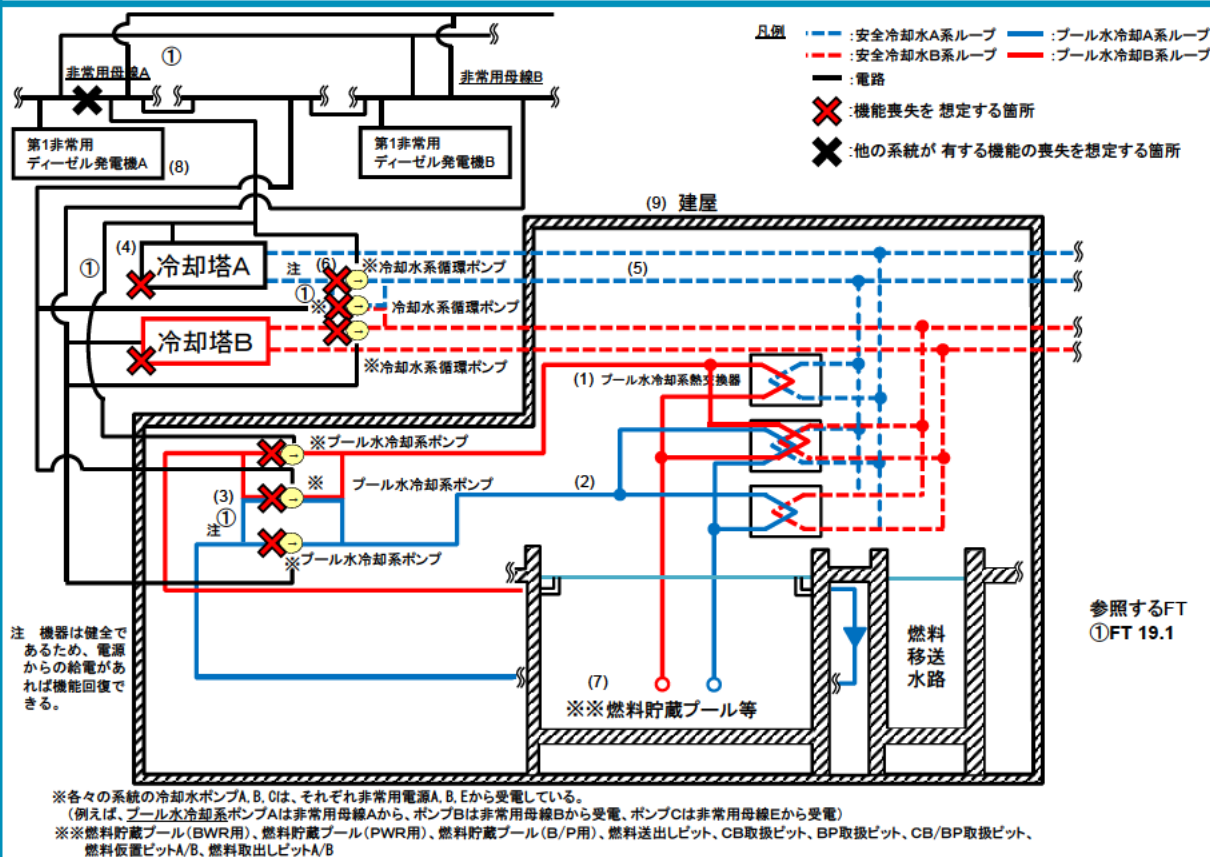 凡例
:安全冷却水A系ループ
:プール水冷却A系ループ
:安全冷却水B系ループ
:プール水冷却B系ループ
:電路
:機能喪失を 想定する箇所
:他の系統が 有する機能の喪失を想定する箇所
①
非常用母線A
非常用母線B
第1非常用
ディーゼル発電機A
(8)
第1非常用
ディーゼル発電機B
(9) 建屋
(4)
冷却塔A
①
注
(6)
※冷却水系循環ポンプ
(5)
①
※
冷却水系循環ポンプ
冷却塔B
※冷却水系循環ポンプ
(1) プール水冷却系熱交換器
※プール水冷却系ポンプ
※
プール水冷却系ポンプ
(2)
(3)
①
注
※プール水冷却系ポンプ
注 機器は健全で
あるため、電源
からの給電があ
れば機能回復で
きる。
(7)
※※燃料貯蔵プール等
燃料
移送
水路
参照するFT
①FT 19.1
※各々の系統の冷却水ポンプA, B, Cは、それぞれ非常用電源A, B, Eから受電している。
(例えば、プール水冷却系ポンプAは非常用母線Aから、ポンプBは非常用母線Bから受電、ポンプCは非常用母線Eから受電)
※※燃料貯蔵プール(BWR用)、燃料貯蔵プール(PWR用)、燃料貯蔵プール(B/P用)、燃料送出しピット、CB取扱ピット、BP取扱ピット、CB/BP取扱ピット、
燃料仮置ピットA/B、燃料取出しピットA/B